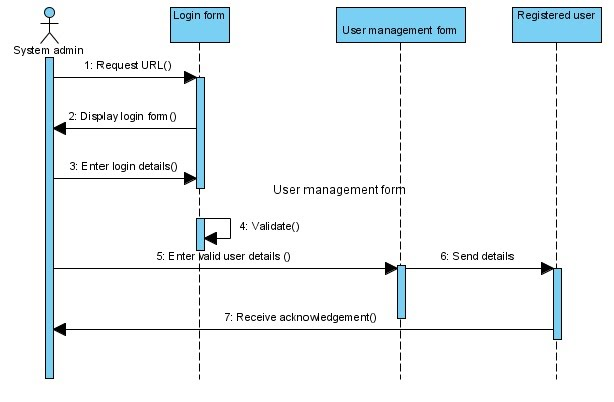 Login form
User management form
Registered user
System admin
1: Request URL()
2: Display login form()
3: Enter login details()
User management form
4: Validate()
5: Enter valid user details ()
6: Send details
7: Receive acknowledgement()